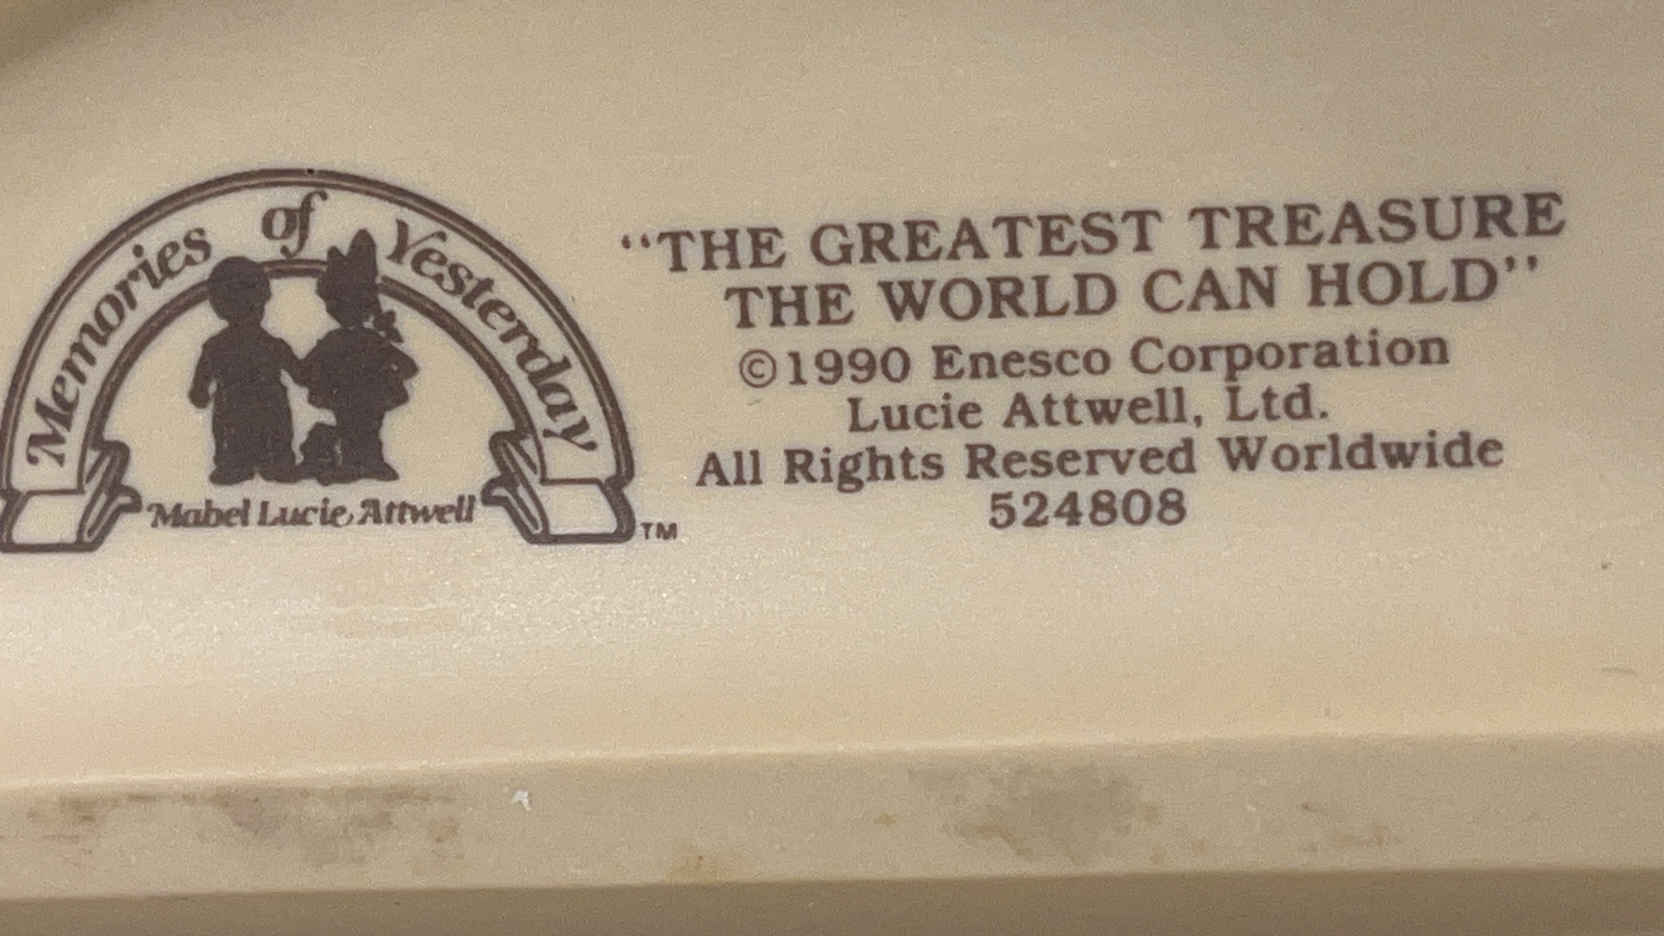 Memories of Yesterday
Mabel Lucie Attwell
TM
“THE GREATEST TREASURE
THE WORLD CAN HOLD”
©1990 Enesco Corporation
Lucie Attwell, Ltd.
All Rights Reserved Worldwide
524808